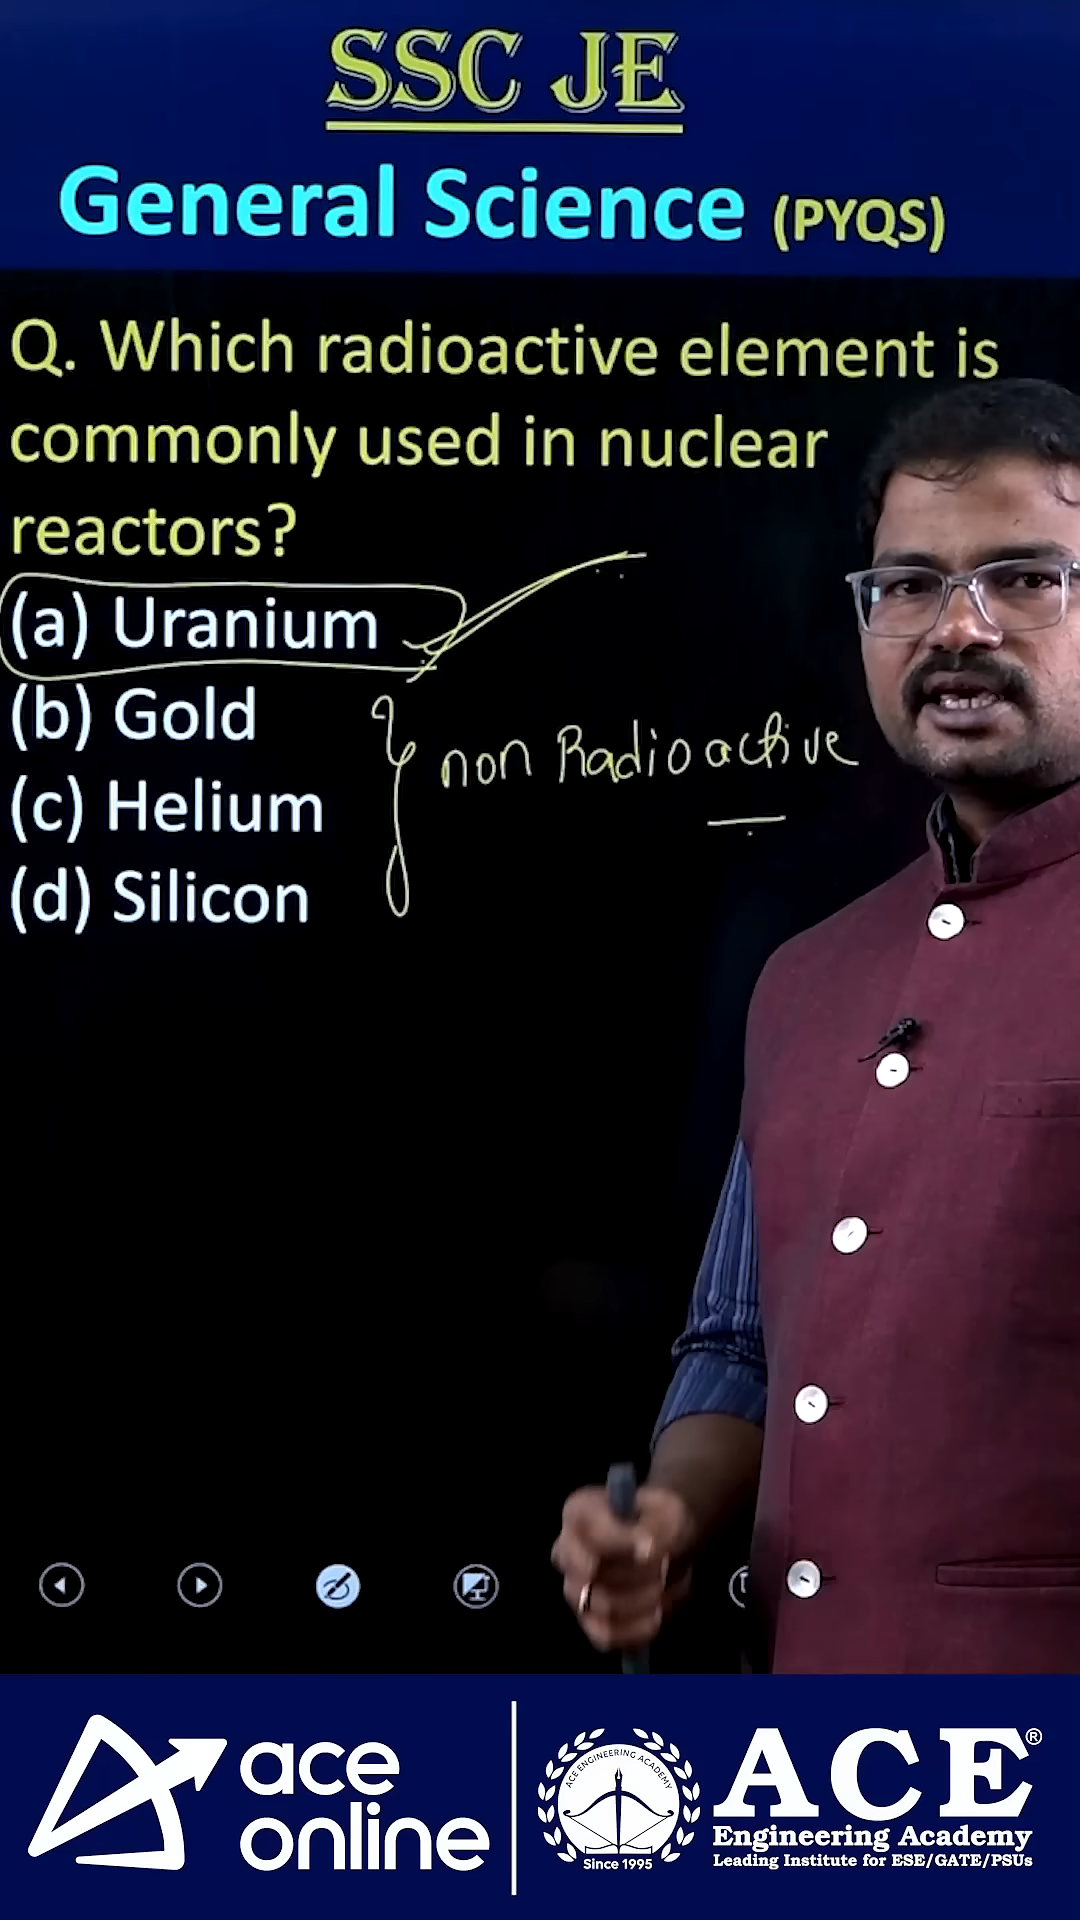 SSC JE
General Science (PYQS)
Q. Which radioactive element is
commonly used in nuclear
reactors?
(a) Uranium
(b) Gold
(c) Helium
(d) Silicon
non Radioactive
ace
online
ACE ENGINEERING ACADEMY
Since 1995
ACE®
Engineering Academy
Leading Institute for ESE/GATE/PSUs